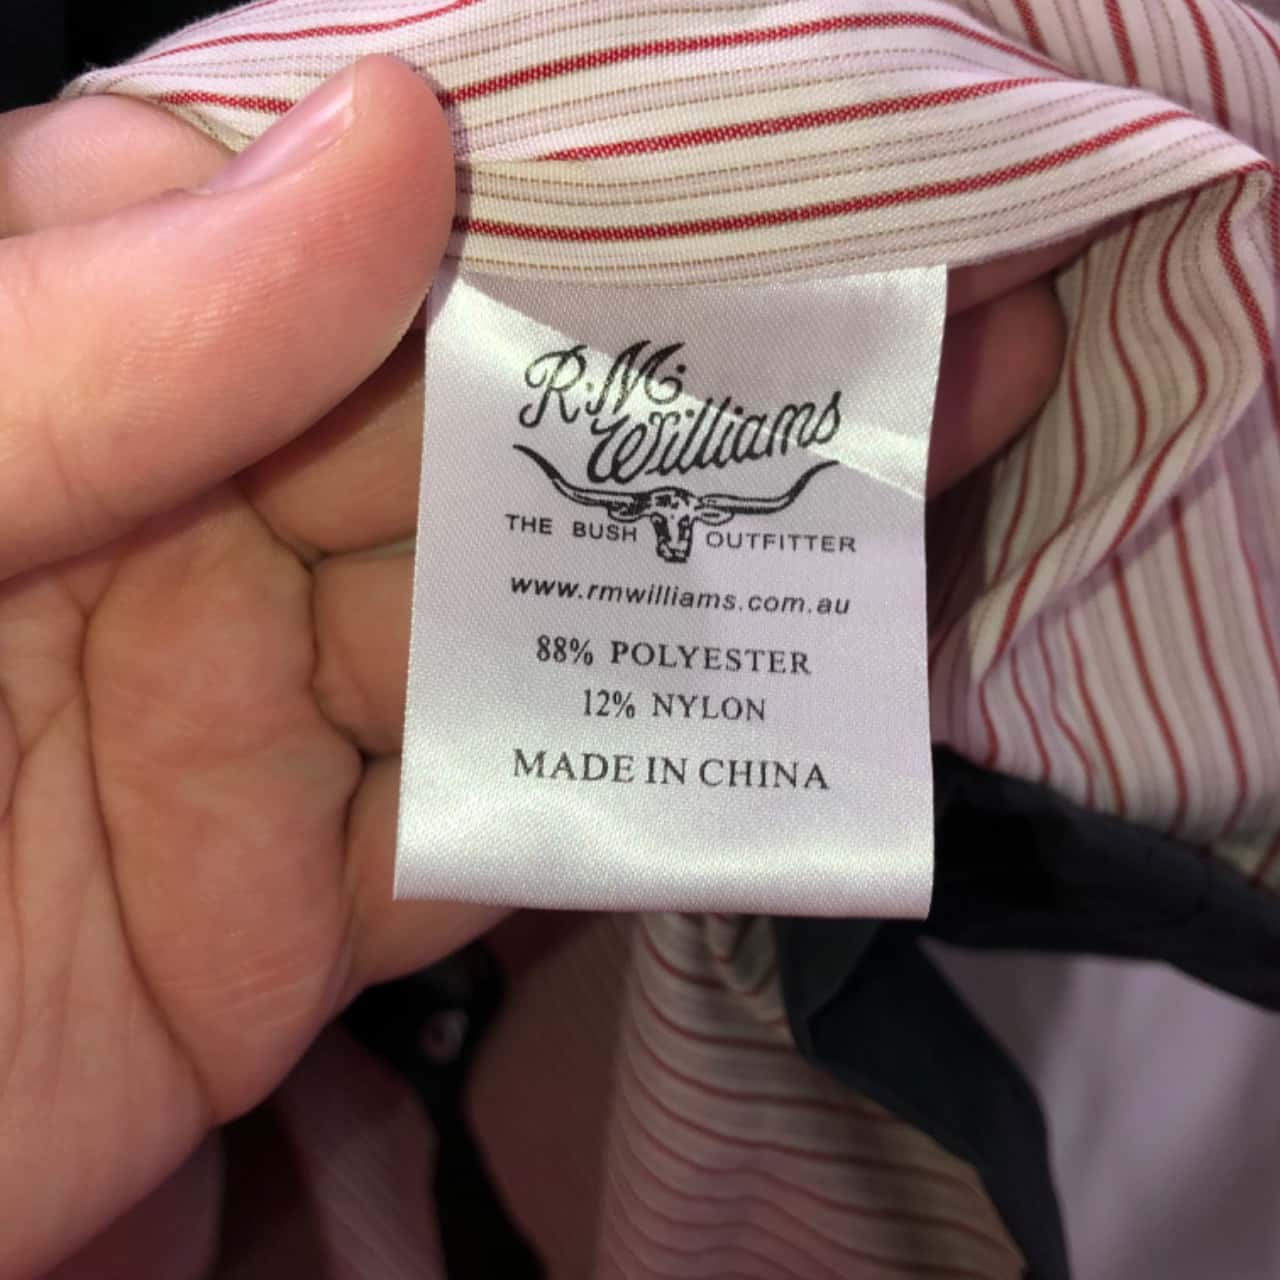 R.M.
Williams
THE BUSH OUTFITTER
www.rmwilliams.com.au
88% POLYESTER
12% NYLON
MADE IN CHINA